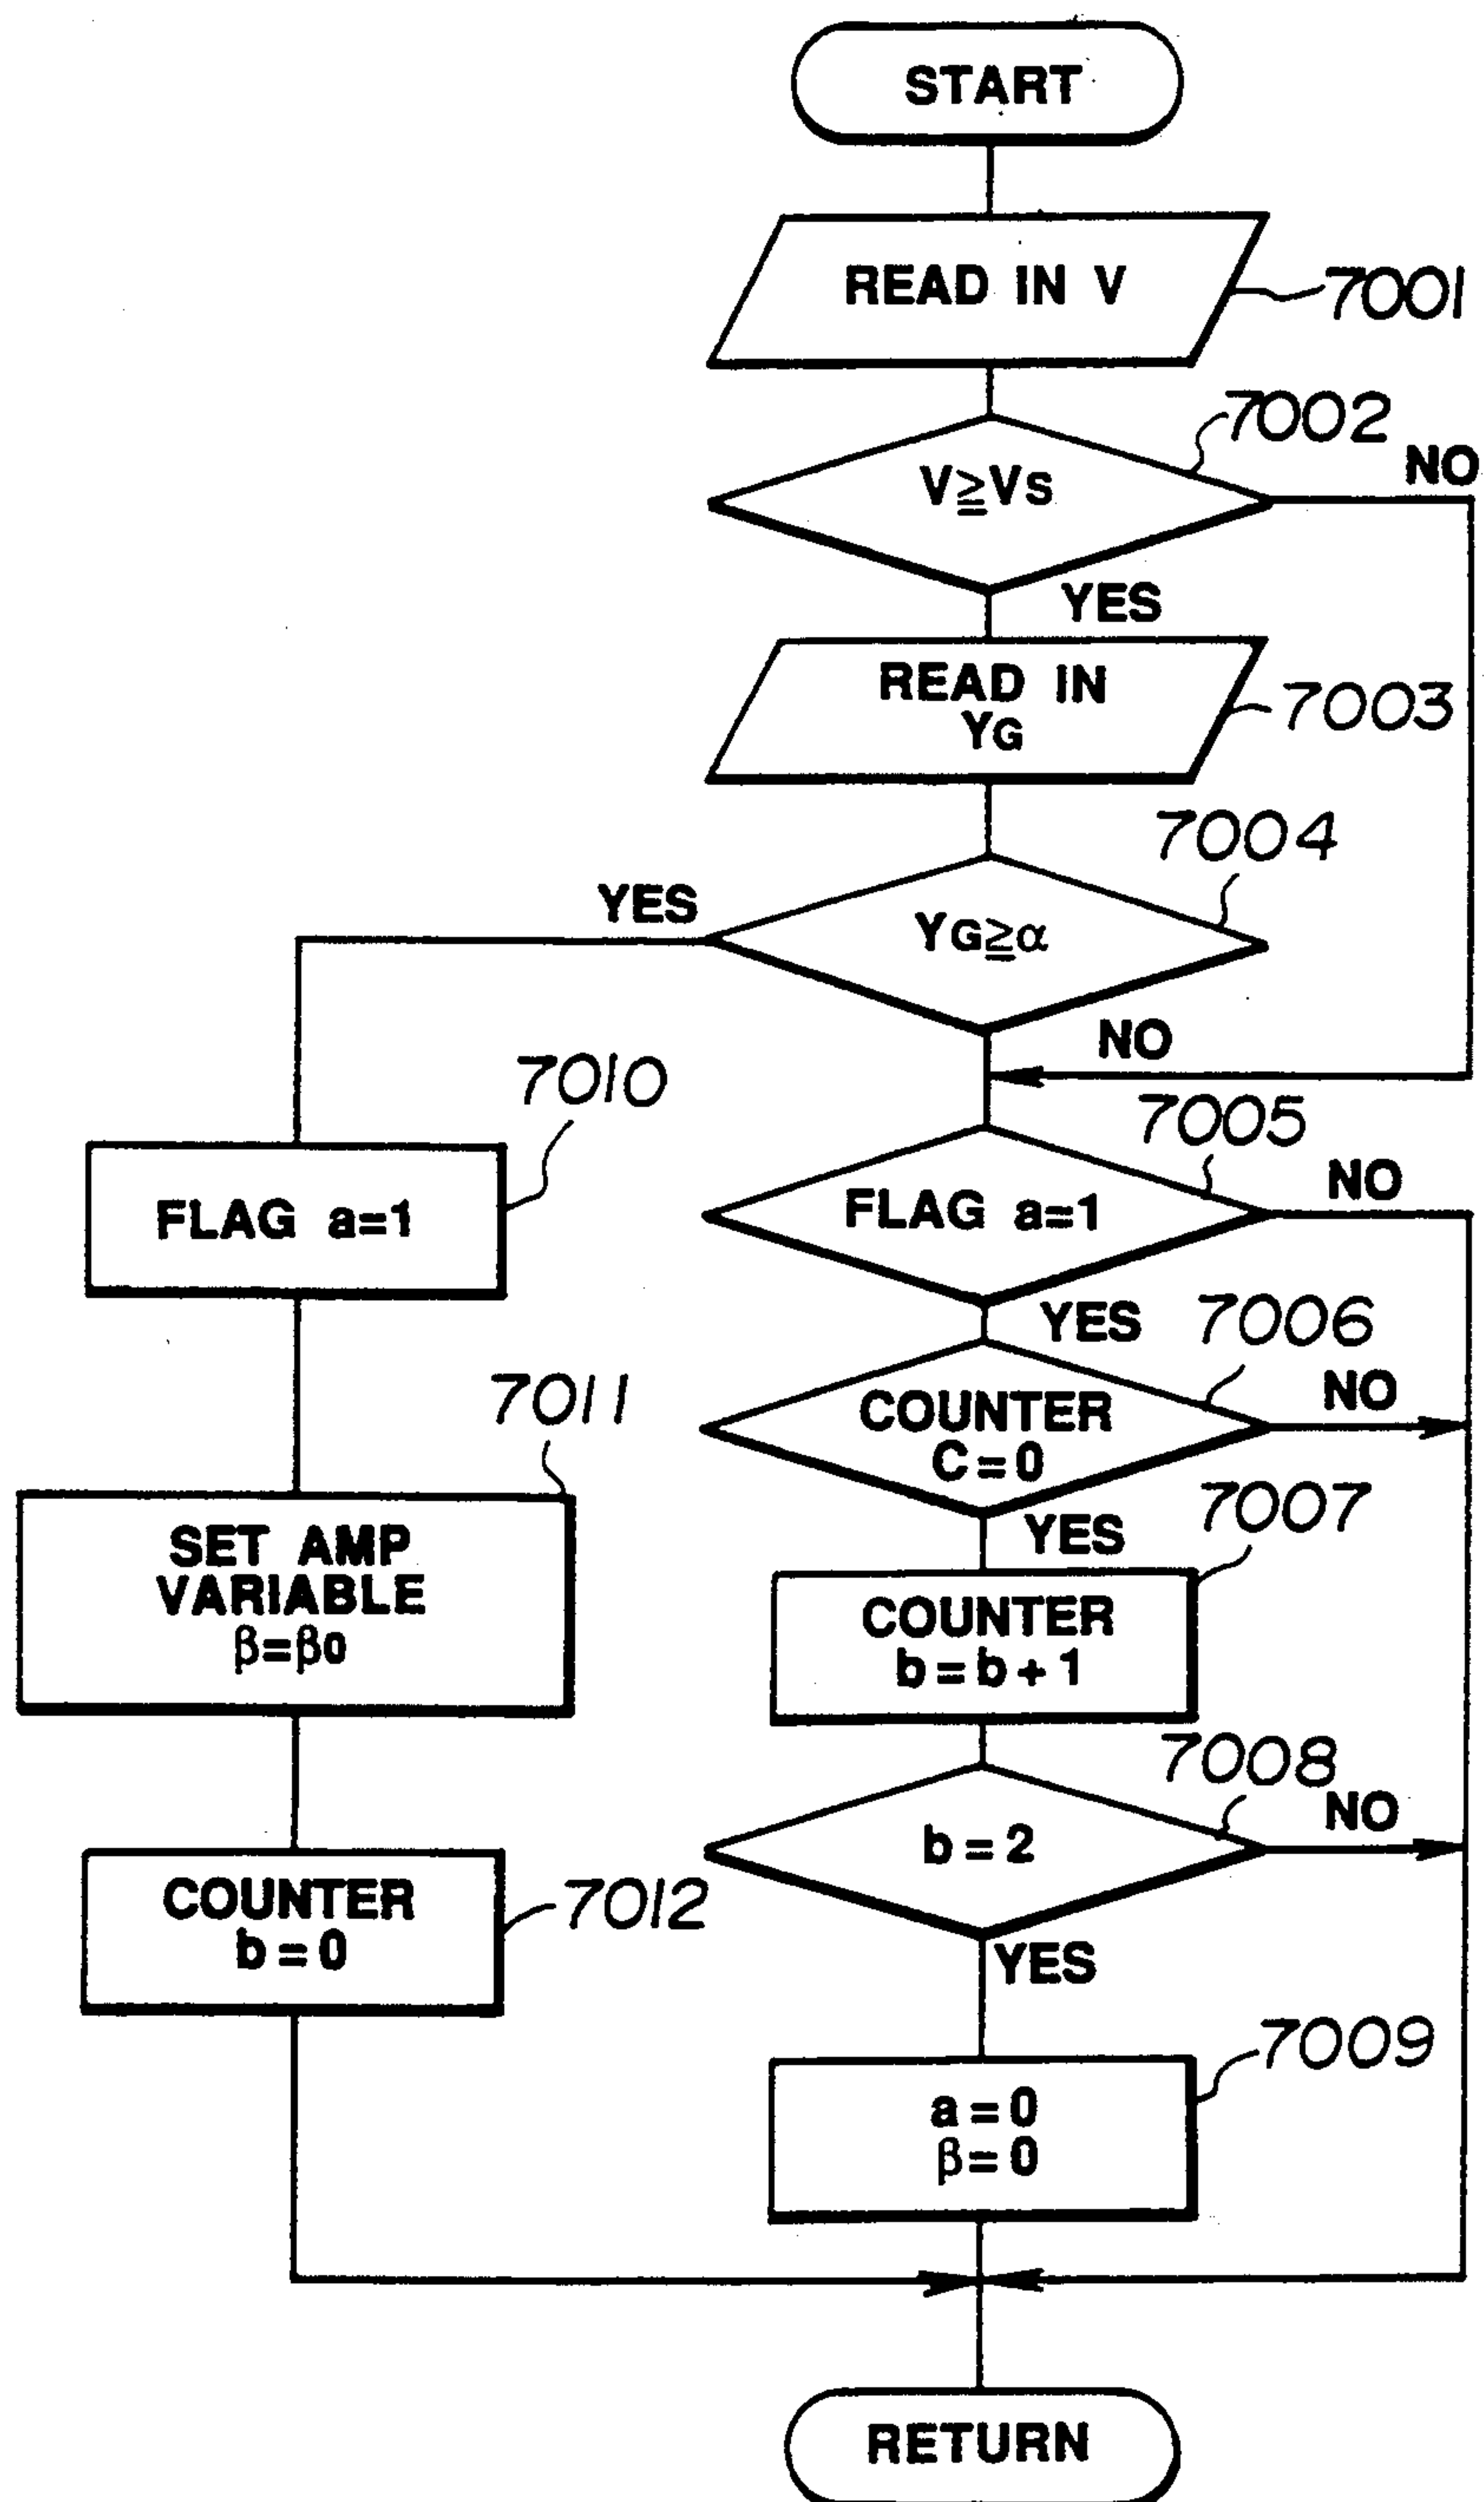 START
READ IN V
7001
7002
V≧Vs
NO
YES
READ IN
YG
7003
7004
YES
YG≧α
NO
7010
7005
FLAG a=1
FLAG a=1
NO
YES
7006
7011
COUNTER
C=0
NO
7007
YES
SET AMP
VARIABLE
β=β0
COUNTER
b=b+1
7008
NO
b=2
COUNTER
b=0
7012
YES
7009
a=0
β=0
RETURN